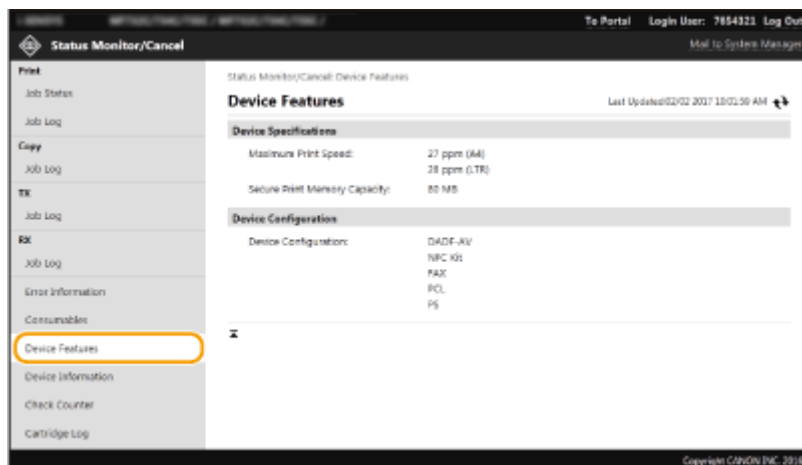 To Portal Login User: 7654321 Log Out
Status Monitor/Cancel
Mail to System Manager
Print
Job Status
Job Log
Copy
Job Log
TX
Job Log
RX
Job Log
Error Information
Consumables
Device Features
Device Information
Check Counter
Cartridge Log
Status Monitor/Cancel: Device Features
Device Features
Last Updated:02/02 2017 10:01:59 AM
Device Specifications
Maximum Print Speed: 27 ppm (A4)
28 ppm (LTR)
Secure Print Memory Capacity: 80 MB
Device Configuration
Device Configuration: DADF-AV
NFC Kit
FAX
PCL
PS
Copyright CANON INC. 2016